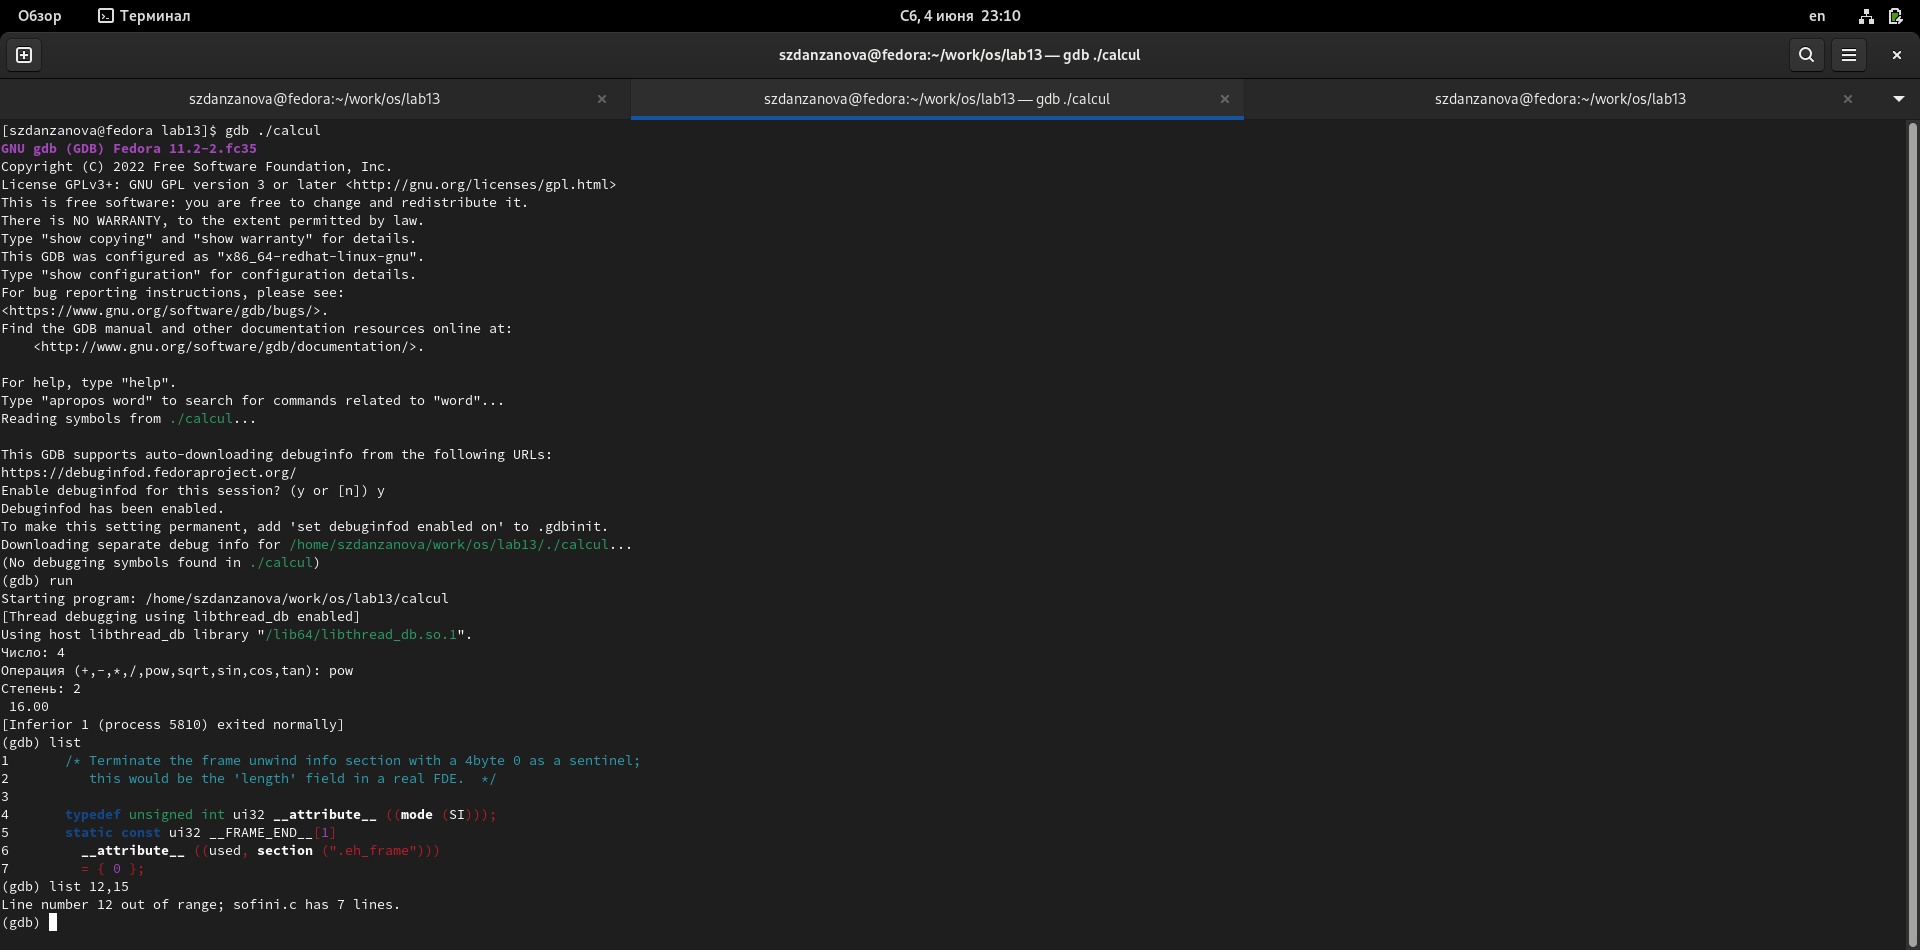 Обзор
Терминал
Сб, 4 июня 23:10
en
szdanzanova@fedora:~/work/os/lab13 — gdb ./calcul
szdanzanova@fedora:~/work/os/lab13
szdanzanova@fedora:~/work/os/lab13 — gdb ./calcul
szdanzanova@fedora:~/work/os/lab13
[szdanzanova@fedora lab13]$ gdb ./calcul
GNU gdb (GDB) Fedora 11.2-2.fc35
Copyright (C) 2022 Free Software Foundation, Inc.
License GPLv3+: GNU GPL version 3 or later <http://gnu.org/licenses/gpl.html>
This is free software: you are free to change and redistribute it.
There is NO WARRANTY, to the extent permitted by law.
Type "show copying" and "show warranty" for details.
This GDB was configured as "x86_64-redhat-linux-gnu".
Type "show configuration" for configuration details.
For bug reporting instructions, please see:
<https://www.gnu.org/software/gdb/bugs/>.
Find the GDB manual and other documentation resources online at:
    <http://www.gnu.org/software/gdb/documentation/>.
For help, type "help".
Type "apropos word" to search for commands related to "word"...
Reading symbols from ./calcul...
This GDB supports auto-downloading debuginfo from the following URLs:
https://debuginfod.fedoraproject.org/
Enable debuginfod for this session? (y or [n]) y
Debuginfod has been enabled.
To make this setting permanent, add 'set debuginfod enabled on' to .gdbinit.
Downloading separate debug info for /home/szdanzanova/work/os/lab13/./calcul...
(No debugging symbols found in ./calcul)
(gdb) run
Starting program: /home/szdanzanova/work/os/lab13/calcul
[Thread debugging using libthread_db enabled]
Using host libthread_db library "/lib64/libthread_db.so.1".
Число: 4
Операция (+,-,*,/,pow,sqrt,sin,cos,tan): pow
Степень: 2
 16.00
[Inferior 1 (process 5810) exited normally]
(gdb) list
1       /* Terminate the frame unwind info section with a 4byte 0 as a sentinel;
2          this would be the 'length' field in a real FDE.  */
3
4       typedef unsigned int ui32 __attribute__ ((mode (SI)));
5       static const ui32 __FRAME_END__[1]
6         __attribute__ ((used, section (".eh_frame")))
7         = { 0 };
(gdb) list 12,15
Line number 12 out of range; sofini.c has 7 lines.
(gdb)